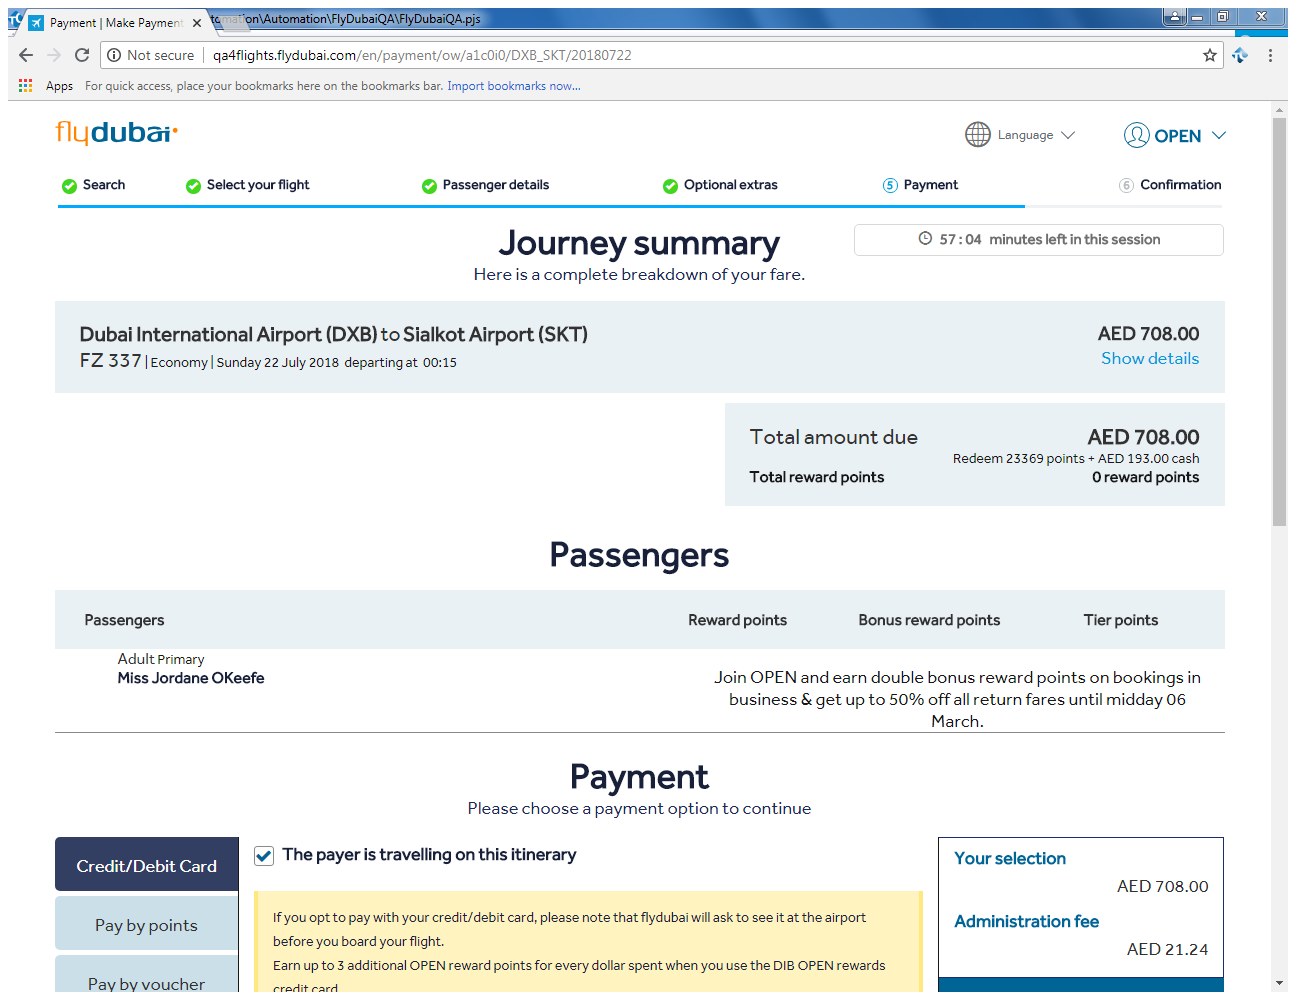 Payment | Make Payment
tomation\Automation\FlyDubaiQA\FlyDubaiQA.pjs
Not secure
qa4flights.flydubai.com/en/payment/ow/a1c0i0/DXB_SKT/20180722
Apps
For quick access, place your bookmarks here on the bookmarks bar. Import bookmarks now...
flydubai
Language
OPEN
Search
Select your flight
Passenger details
Optional extras
5 Payment
6 Confirmation
Journey summary
57 : 04 minutes left in this session
Here is a complete breakdown of your fare.
Dubai International Airport (DXB) to Sialkot Airport (SKT)
AED 708.00
FZ 337 | Economy | Sunday 22 July 2018 departing at 00:15
Show details
Total amount due
AED 708.00
Redeem 23369 points + AED 193.00 cash
Total reward points
0 reward points
Passengers
Passengers
Reward points
Bonus reward points
Tier points
Adult Primary
Miss Jordane OKeefe
Join OPEN and earn double bonus reward points on bookings in
business & get up to 50% off all return fares until midday 06
March.
Payment
Please choose a payment option to continue
Credit/Debit Card
Pay by points
Pay by voucher
The payer is travelling on this itinerary
If you opt to pay with your credit/debit card, please note that flydubai will ask to see it at the airport
before you board your flight.
Earn up to 3 additional OPEN reward points for every dollar spent when you use the DIB OPEN rewards
credit card
Your selection
AED 708.00
Administration fee
AED 21.24